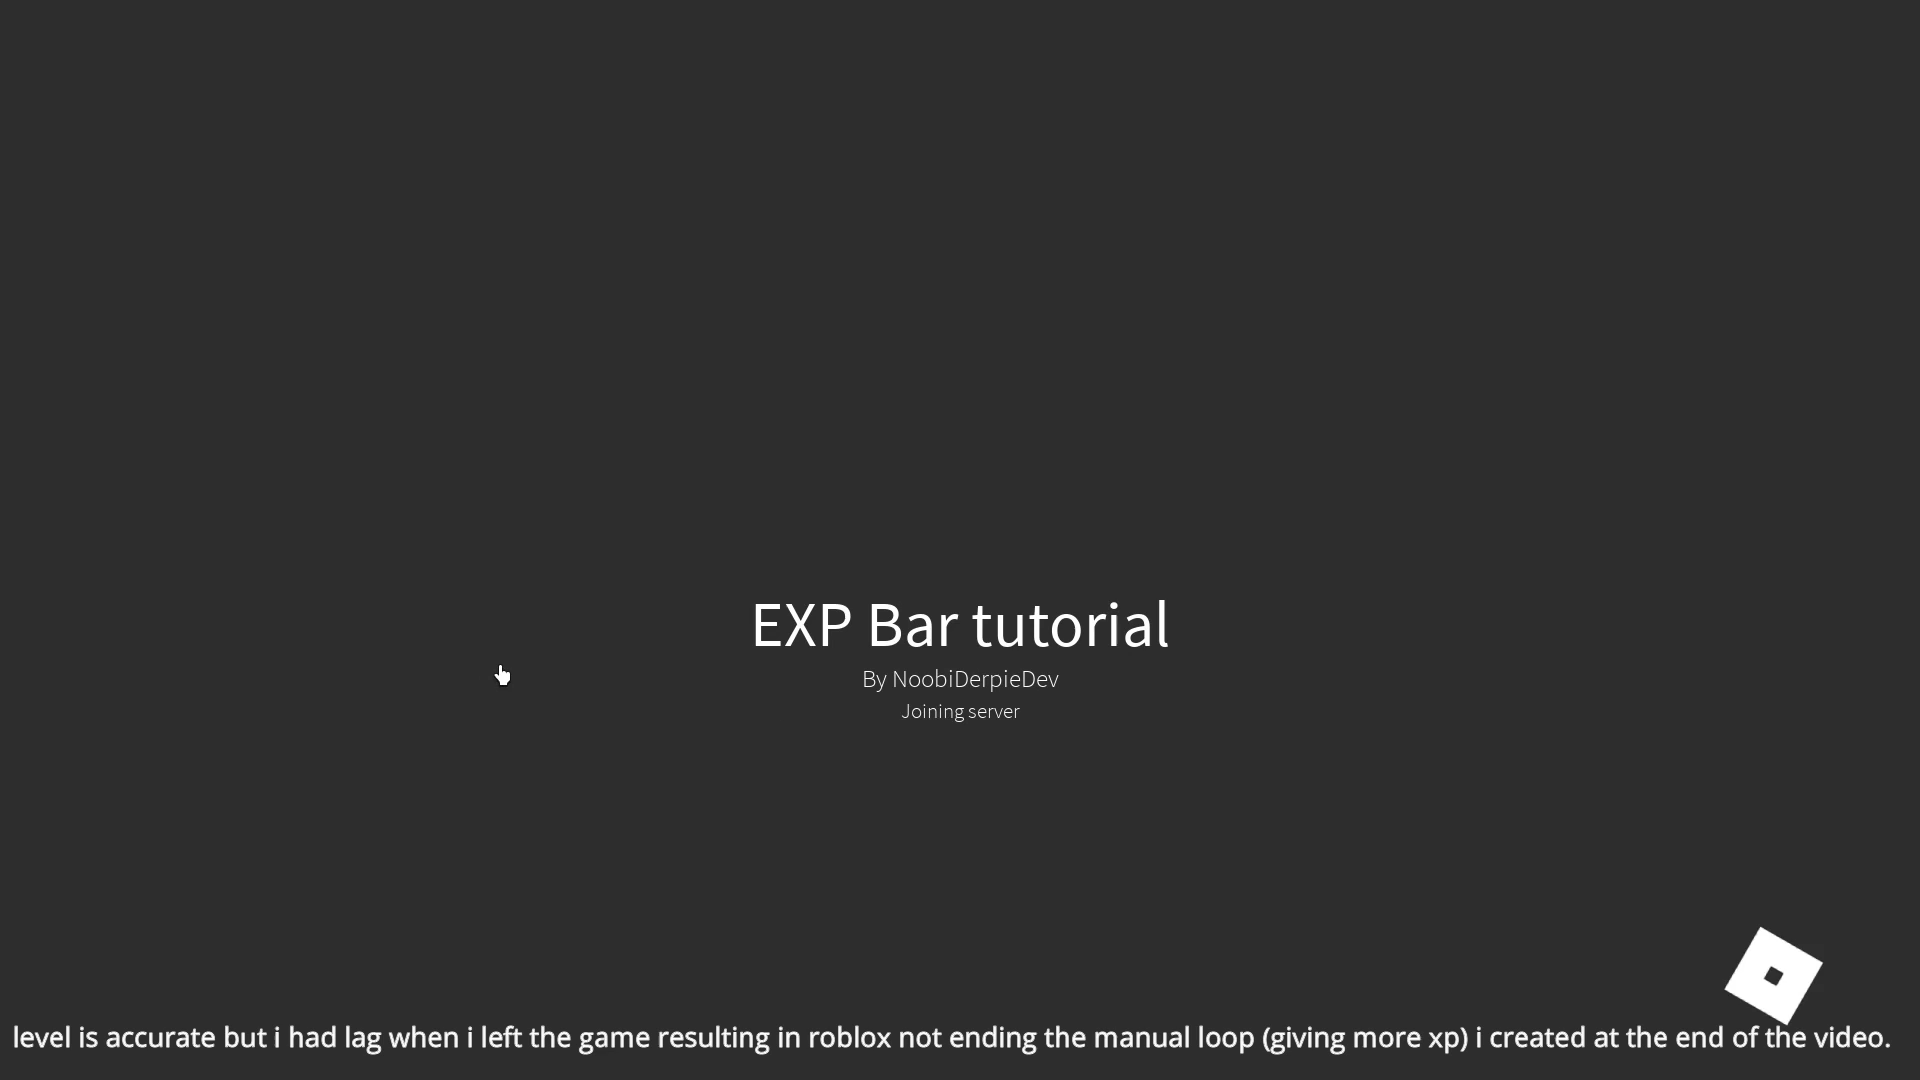 EXP Bar tutorial
By NoobiDerpieDev
Joining server
level is accurate but i had lag when i left the game resulting in roblox not ending the manual loop (giving more xp) i created at the end of the video.